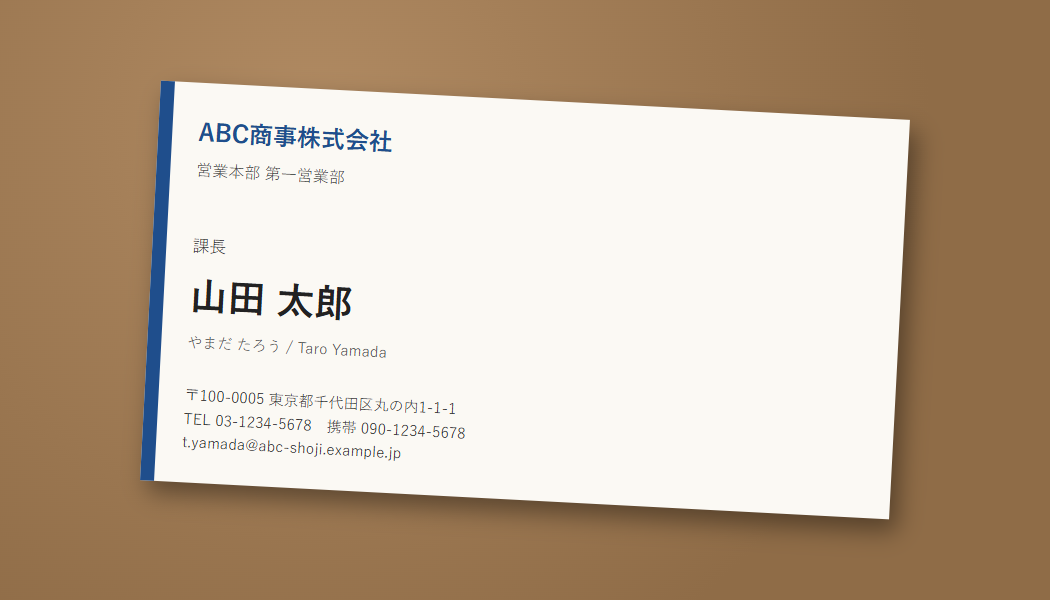 ABC商事株式会社
営業本部 第一営業部
課長
山田 太郎
やまだ たろう / Taro Yamada
〒100-0005 東京都千代田区丸の内1-1-1
TEL 03-1234-5678　携帯 090-1234-5678
t.yamada@abc-shoji.example.jp